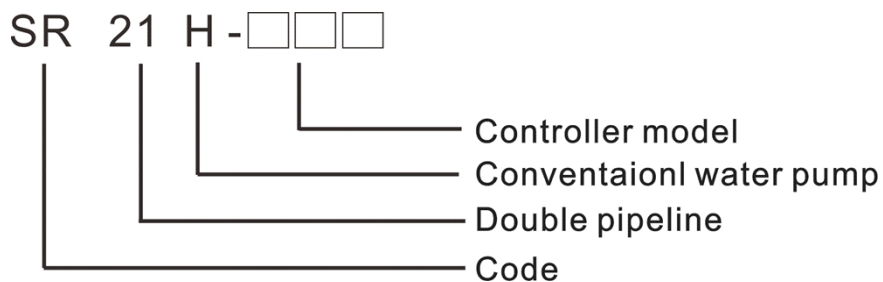 SR 21 H-□□□
Controller model
Conventaionl water pump
Double pipeline
Code